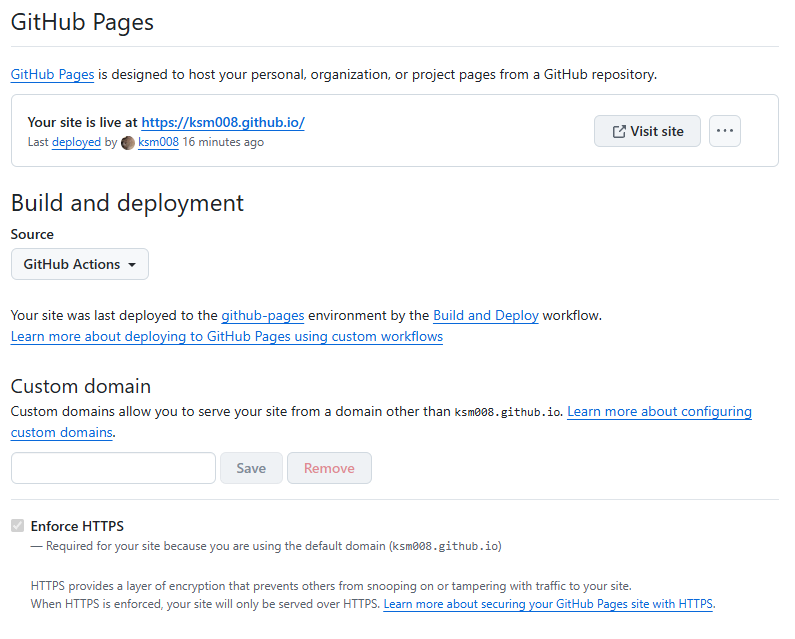 GitHub Pages
GitHub Pages is designed to host your personal, organization, or project pages from a GitHub repository.
Your site is live at https://ksm008.github.io/
Last deployed by ksm008 16 minutes ago
Visit site
Build and deployment
Source
GitHub Actions
Your site was last deployed to the github-pages environment by the Build and Deploy workflow.
Learn more about deploying to GitHub Pages using custom workflows
Custom domain
Custom domains allow you to serve your site from a domain other than ksm008.github.io. Learn more about configuring
custom domains.
Save
Remove
Enforce HTTPS
— Required for your site because you are using the default domain (ksm008.github.io)
HTTPS provides a layer of encryption that prevents others from snooping on or tampering with traffic to your site.
When HTTPS is enforced, your site will only be served over HTTPS. Learn more about securing your GitHub Pages site with HTTPS.